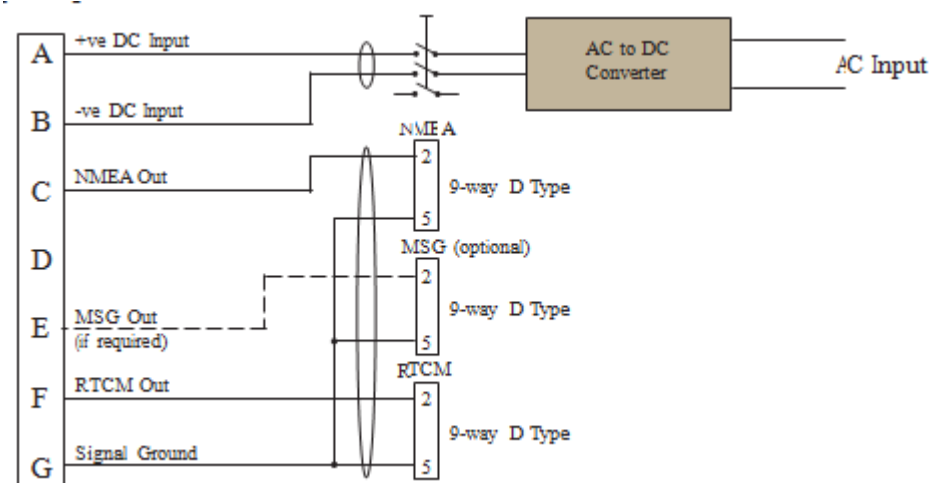 A
+ve DC Input
AC to DC
Converter
AC Input
B
-ve DC Input
NMEA
2
C
NMEA Out
9-way D Type
5
D
MSG (optional)
2
E
MSG Out
(if required)
9-way D Type
5
RTCM
F
RTCM Out
2
9-way D Type
G
Signal Ground
5